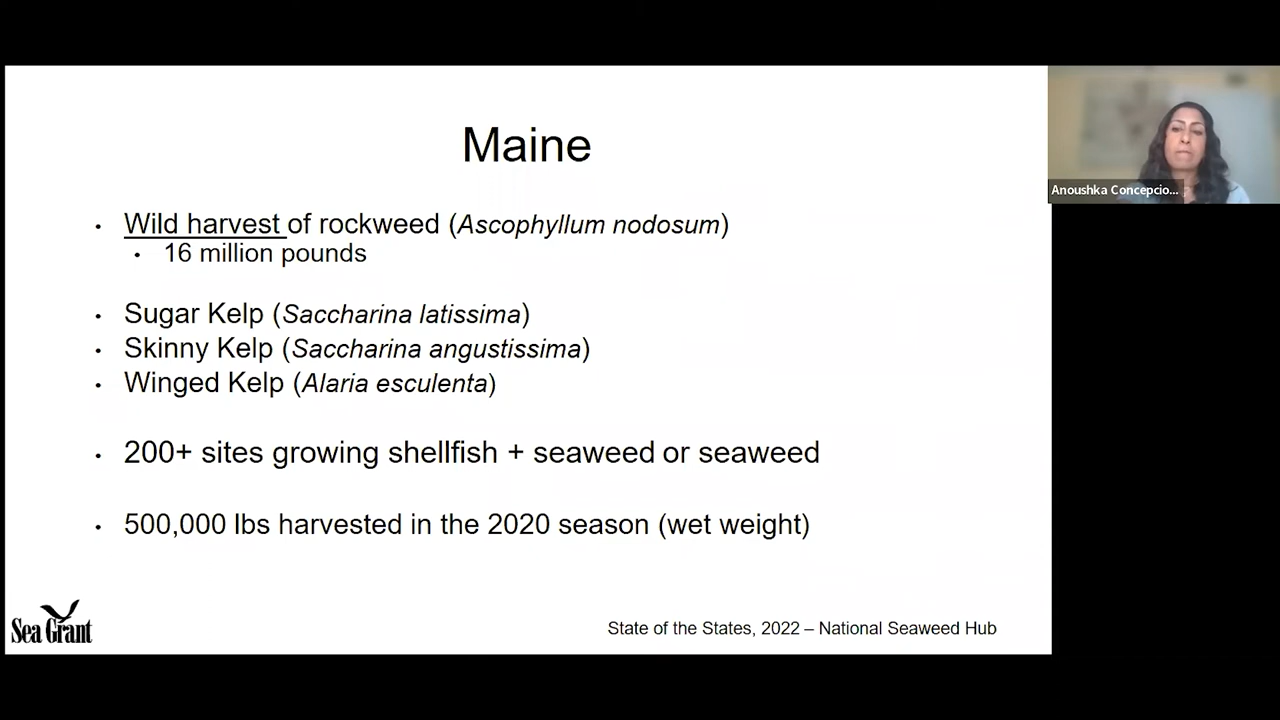 Maine
• Wild harvest of rockweed (Ascophyllum nodosum)
• 16 million pounds
• Sugar Kelp (Saccharina latissima)
• Skinny Kelp (Saccharina angustissima)
• Winged Kelp (Alaria esculenta)
• 200+ sites growing shellfish + seaweed or seaweed
• 500,000 lbs harvested in the 2020 season (wet weight)
Sea Grant
State of the States, 2022 – National Seaweed Hub
Anoushka Concepcio...